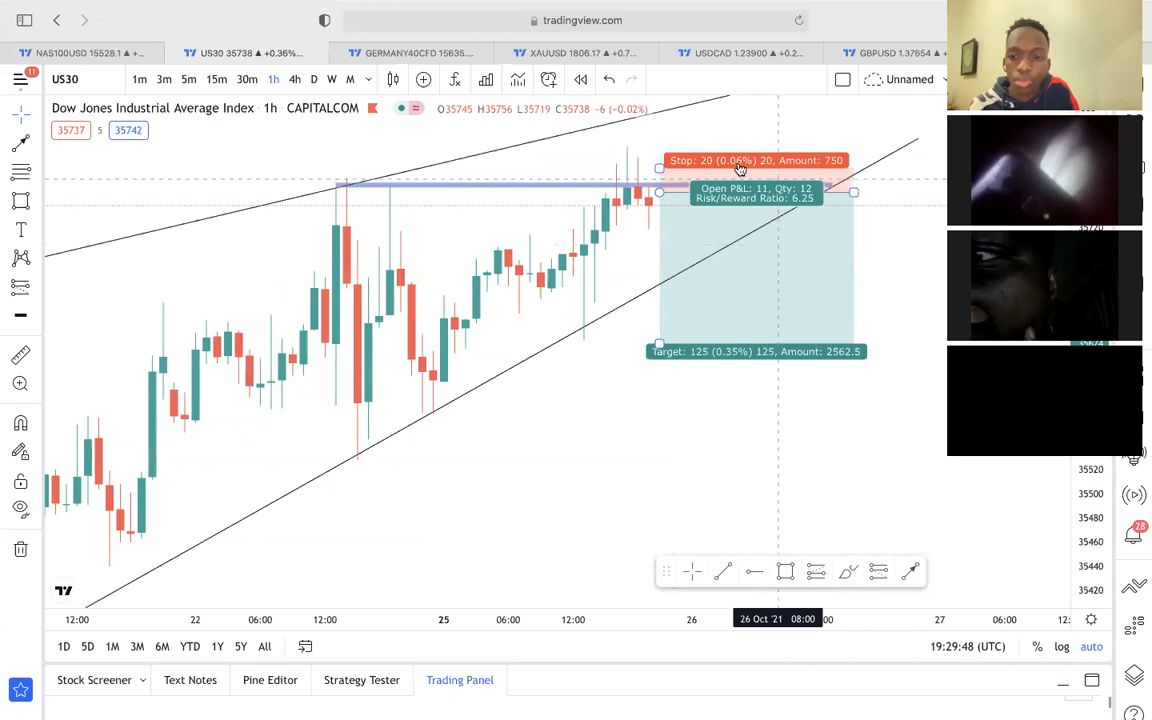 tradingview.com
NAS100USD 15528.1 ▲ +...
US30 35738 ▲ +0.36%...
GERMANY40CFD 15635....
XAUUSD 1806.17 ▲ +0.7...
USDCAD 1.23900 ▲ +0.2...
GBPUSD 1.37654 ▲
11
US30
1m 3m 5m 15m 30m 1h 4h D W M
Unnamed
Dow Jones Industrial Average Index · 1h · CAPITALCOM
O35745 H35756 L35719 C35738 -6 (-0.02%)
35737 5 35742
Stop: 20 (0.06%) 20, Amount: 750
Open P&L: 11, Qty: 12
Risk/Reward Ratio: 6.25
Target: 125 (0.35%) 125, Amount: 2562.5
35520
35500
35480
35460
35440
35420
28
12:00 22 06:00 12:00 25 06:00 12:00 26 26 Oct '21 08:00 :00 27 06:00 12:
1D 5D 1M 3M 6M YTD 1Y 5Y All
19:29:48 (UTC) % log auto
Stock Screener Text Notes Pine Editor Strategy Tester Trading Panel